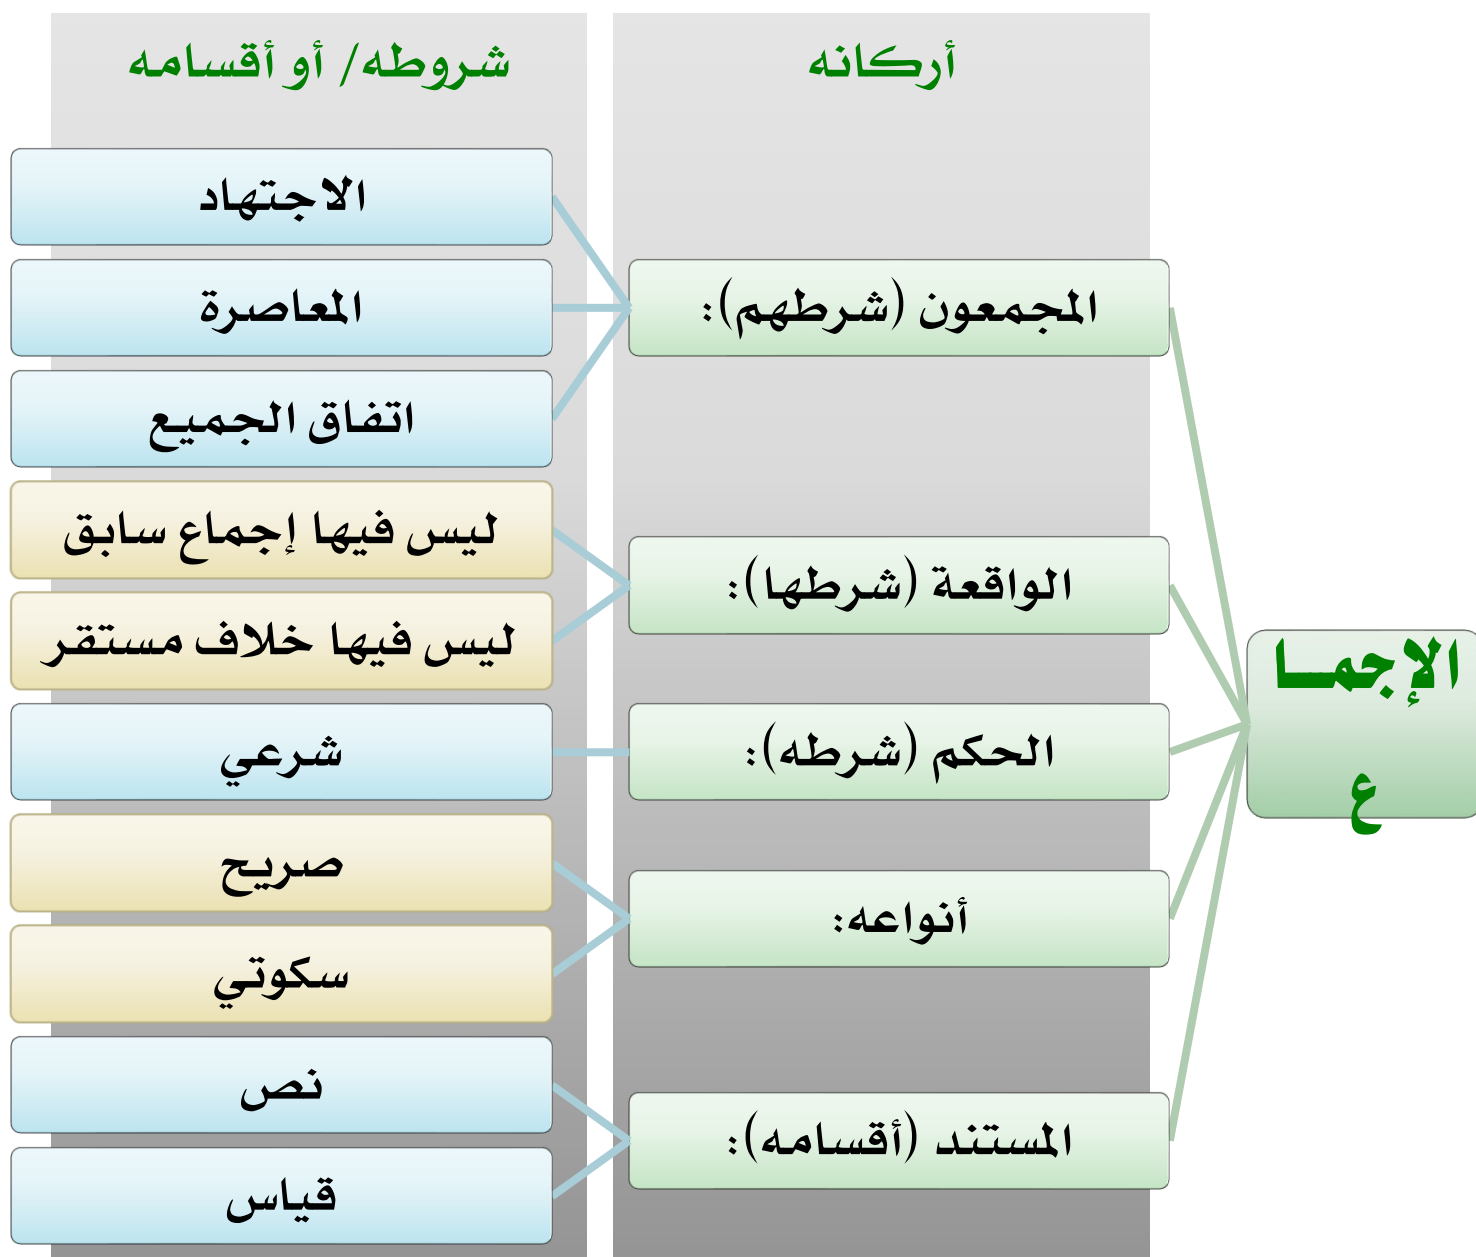 أركانه
شروطه/ أو أقسامه
الإجمـا
ع
المجمعون (شرطهم):
الاجتهاد
المعاصرة
اتفاق الجميع
الواقعة (شرطها):
ليس فيها إجماع سابق
ليس فيها خلاف مستقر
الحكم (شرطه):
شرعي
أنواعه:
صريح
سكوتي
المستند (أقسامه):
نص
قياس